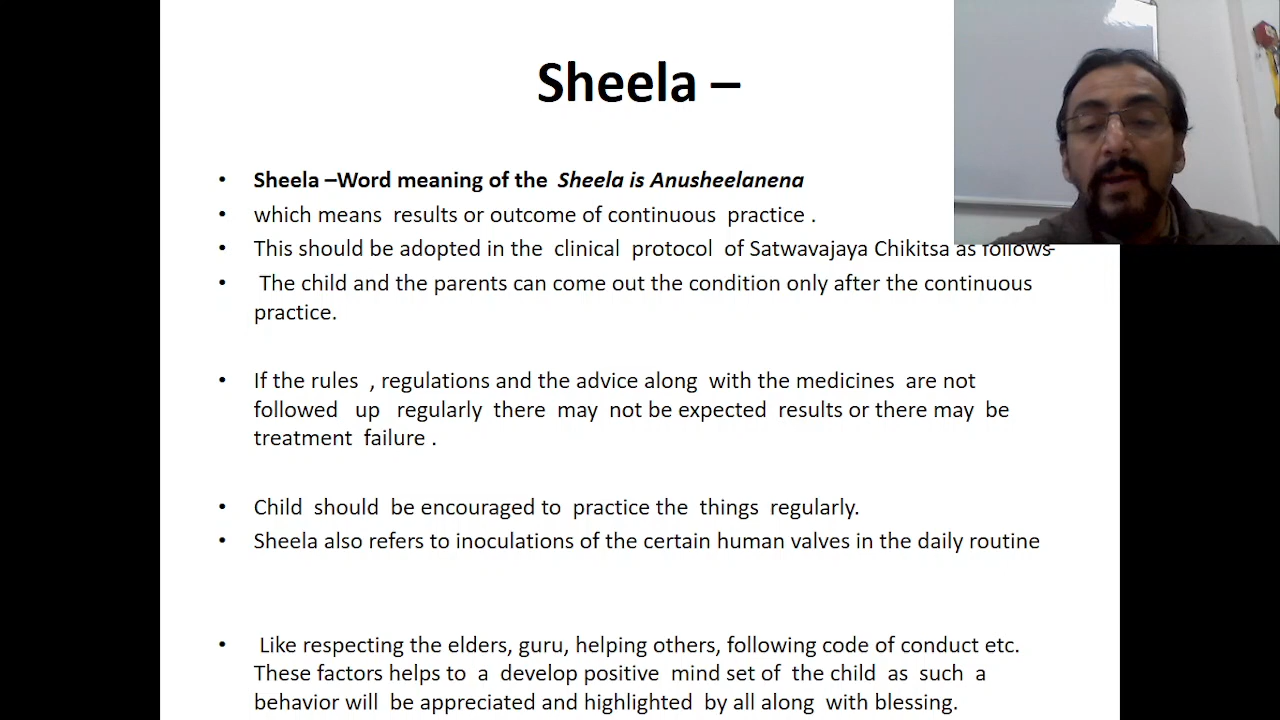 Sheela –
• Sheela –Word meaning of the Sheela is Anusheelanena
• which means results or outcome of continuous practice .
• This should be adopted in the clinical protocol of Satwavajaya Chikitsa as follows-
• The child and the parents can come out the condition only after the continuous
practice.
• If the rules , regulations and the advice along with the medicines are not
followed up regularly there may not be expected results or there may be
treatment failure .
• Child should be encouraged to practice the things regularly.
• Sheela also refers to inoculations of the certain human valves in the daily routine
• Like respecting the elders, guru, helping others, following code of conduct etc.
These factors helps to a develop positive mind set of the child as such a
behavior will be appreciated and highlighted by all along with blessing.